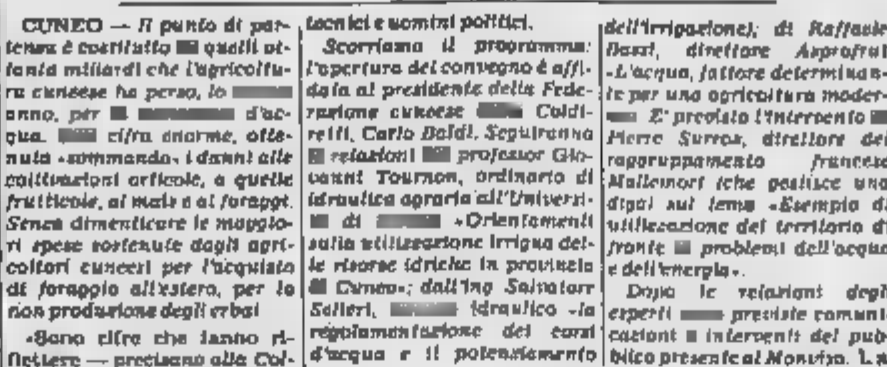 CUNEO — Il punto di par-
tenza è costituito quelli ot-
tanta miliardi che l'agricoltu-
ra cuneese ha perso, lo
anno, per d'ac-
qua. cifra enorme, otte-
nuta «sommando» i danni alle
coltivazioni orticole, a quelle
frutticole, ai mais e ai foraggi.
Senza dimenticare le maggio-
ri spese sostenute dagli agri-
coltori cuneesi per l'acquisto
di foraggio all'estero, per la
non produzione degli erbai
«Sono cifre che fanno ri-
flettere — precisano alla Col-
tecnici e uomini politici.
Scorriamo il programma:
l'apertura del convegno è affi-
data al presidente della Fede-
razione cuneese Coldi-
retti, Carlo Baldi. Seguiranno
relazioni professor Gio-
vanni Tournon, ordinario di
idraulica agraria all'Universi-
di «Orientamenti
sulla utilizzazione irrigua del-
le risorse idriche in provincia
Cuneo»; dall'ing Salvatore
Salleri, idraulico «la
regolamentazione dei corsi
d'acqua e il potenziamento
dell'irrigazione); di Raffaele
Bassi, direttore Asprofrut
«L'acqua, fattore determinan-
te per una agricoltura moder-
E' previsto l'intervento
Pierre Surros, direttore del
raggruppamento francese
Mallemort (che gestisce una
diga) sul tema «Esempio di
utilizzazione del territorio di
fronte problemi dell'acqua
e dell'energia».
Dopo le relazioni degli
esperti previste comuni-
cazioni interventi del pub-
blico presente al Monviso. La